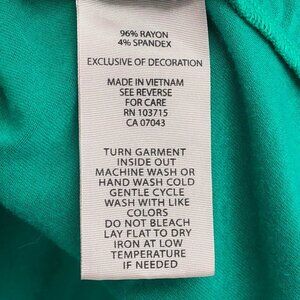 96% RAYON
4% SPANDEX
EXCLUSIVE OF DECORATION
MADE IN VIETNAM
SEE REVERSE
FOR CARE
RN 103715
CA 07043
TURN GARMENT
INSIDE OUT
MACHINE WASH OR
HAND WASH COLD
GENTLE CYCLE
WASH WITH LIKE
COLORS
DO NOT BLEACH
LAY FLAT TO DRY
IRON AT LOW
TEMPERATURE
IF NEEDED